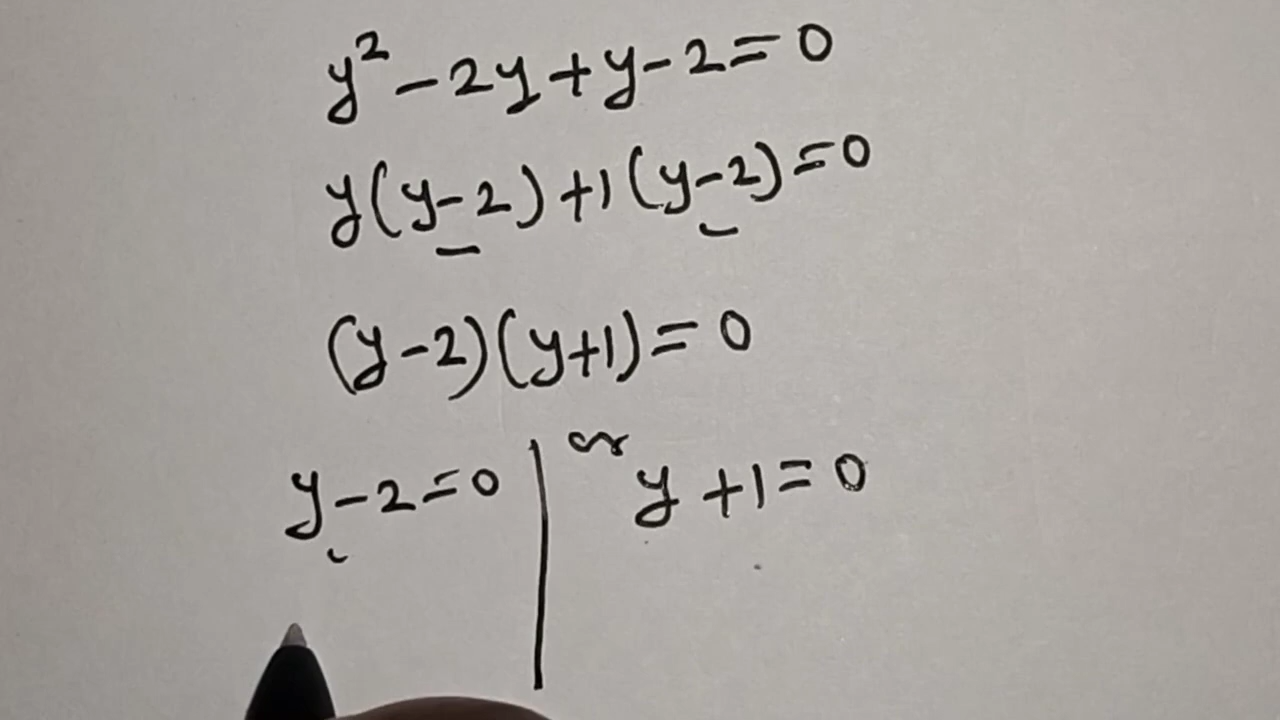 y² - 2y + y - 2 = 0
y(y-2) + 1(y-2) = 0
(y-2)(y+1) = 0
y - 2 = 0 | or y + 1 = 0